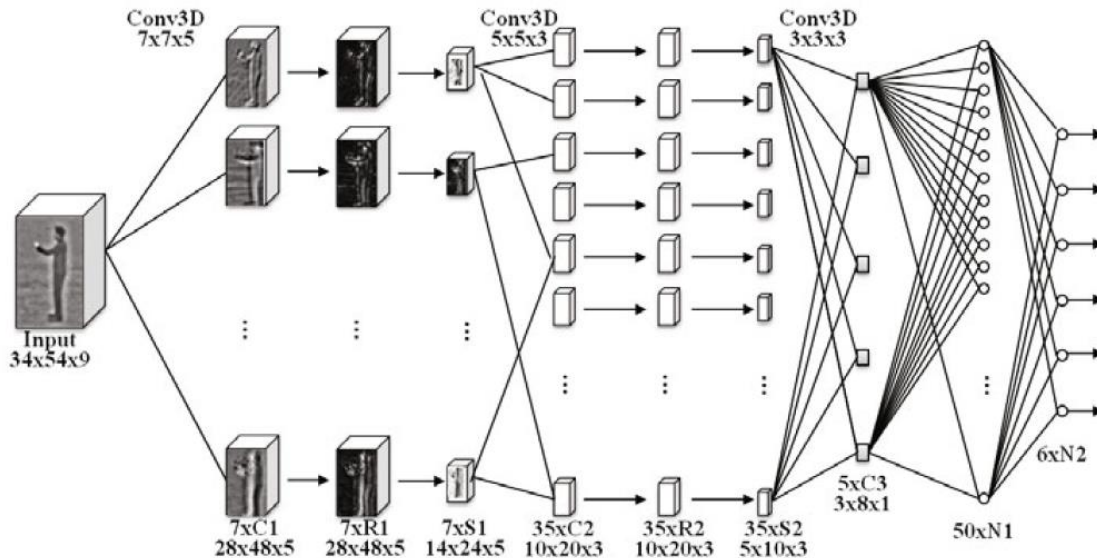 Conv3D
7x7x5
Conv3D
5x5x3
Conv3D
3x3x3
Input
34x54x9
...
...
...
...
...
...
...
7xC1
28x48x5
7xR1
28x48x5
7xS1
14x24x5
35xC2
10x20x3
35xR2
10x20x3
35xS2
5x10x3
5xC3
3x8x1
50xN1
6xN2